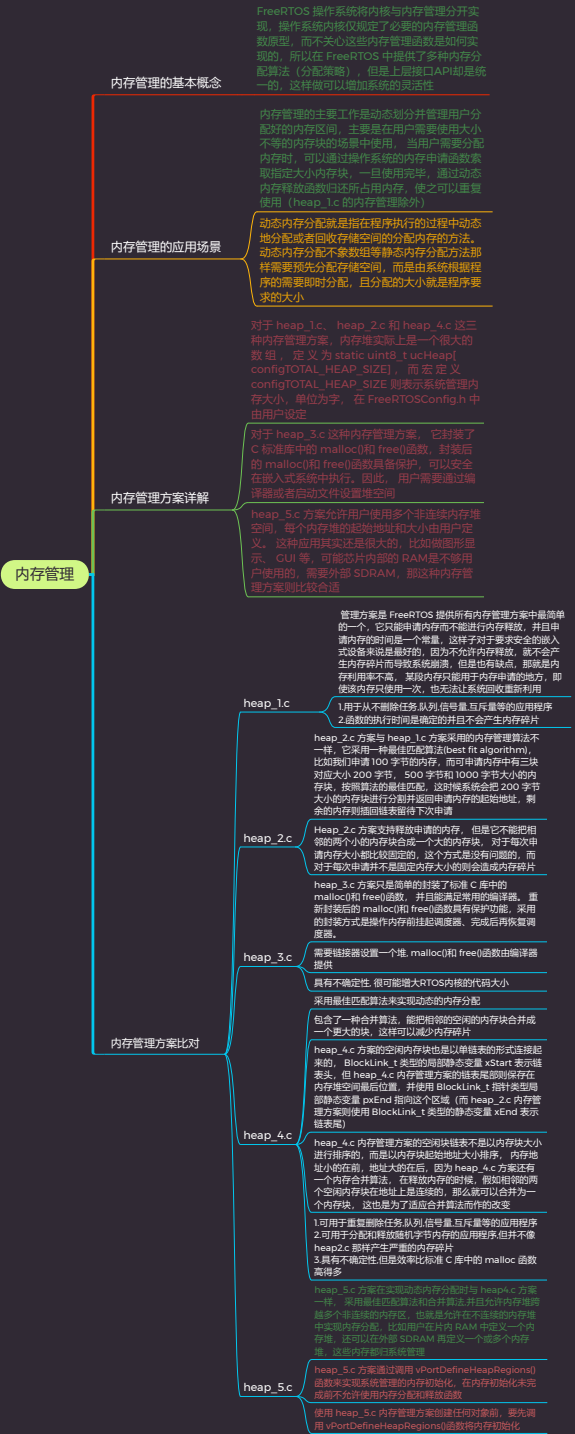 FreeRTOS 操作系统将内核与内存管理分开实
现，操作系统内核仅规定了必要的内存管理函
数原型，而不关心这些内存管理函数是如何实
现的，所以在 FreeRTOS 中提供了多种内存分
配算法（分配策略），但是上层接口API却是统
一的，这样做可以增加系统的灵活性
内存管理的基本概念
内存管理的主要工作是动态划分并管理用户分
配好的内存区间，主要是在用户需要使用大小
不等的内存块的场景中使用， 当用户需要分配
内存时，可以通过操作系统的内存申请函数索
取指定大小内存块，一旦使用完毕，通过动态
内存释放函数归还所占用内存，使之可以重复
使用（heap_1.c 的内存管理除外）
内存管理的应用场景
动态内存分配就是指在程序执行的过程中动态
地分配或者回收存储空间的分配内存的方法。
动态内存分配不象数组等静态内存分配方法那
样需要预先分配存储空间，而是由系统根据程
序的需要即时分配，且分配的大小就是程序要
求的大小
对于 heap_1.c、 heap_2.c 和 heap_4.c 这三
种内存管理方案，内存堆实际上是一个很大的
数 组 ， 定 义 为 static uint8_t ucHeap[
configTOTAL_HEAP_SIZE] ， 而 宏 定 义
configTOTAL_HEAP_SIZE 则表示系统管理内
存大小，单位为字， 在 FreeRTOSConfig.h 中
由用户设定
内存管理方案详解
对于 heap_3.c 这种内存管理方案， 它封装了
C 标准库中的 malloc()和 free()函数，封装后
的 malloc()和 free()函数具备保护，可以安全
在嵌入式系统中执行。因此， 用户需要通过编
译器或者启动文件设置堆空间
heap_5.c 方案允许用户使用多个非连续内存堆
空间，每个内存堆的起始地址和大小由用户定
义。 这种应用其实还是很大的，比如做图形显
示、 GUI 等，可能芯片内部的 RAM是不够用
户使用的，需要外部 SDRAM，那这种内存管
理方案则比较合适
内存管理
管理方案是 FreeRTOS 提供所有内存管理方案中最简单
的一个，它只能申请内存而不能进行内存释放，并且申
请内存的时间是一个常量，这样子对于要求安全的嵌入
式设备来说是最好的，因为不允许内存释放，就不会产
生内存碎片而导致系统崩溃，但是也有缺点，那就是内
存利用率不高， 某段内存只能用于内存申请的地方，即
使该内存只使用一次，也无法让系统回收重新利用
heap_1.c
1.用于从不删除任务,队列,信号量,互斥量等的应用程序
2.函数的执行时间是确定的并且不会产生内存碎片
heap_2.c 方案与 heap_1.c 方案采用的内存管理算法不
一样，它采用一种最佳匹配算法(best fit algorithm)，
比如我们申请 100 字节的内存，而可申请内存中有三块
对应大小 200 字节， 500 字节和 1000 字节大小的内
存块，按照算法的最佳匹配，这时候系统会把 200 字节
大小的内存块进行分割并返回申请内存的起始地址，剩
余的内存则插回链表留待下次申请
heap_2.c
Heap_2.c 方案支持释放申请的内存， 但是它不能把相
邻的两个小的内存块合成一个大的内存块， 对于每次申
请内存大小都比较固定的，这个方式是没有问题的，而
对于每次申请并不是固定内存大小的则会造成内存碎片
heap_3.c 方案只是简单的封装了标准 C 库中的
malloc()和 free()函数， 并且能满足常用的编译器。 重
新封装后的 malloc()和 free()函数具有保护功能，采用
的封装方式是操作内存前挂起调度器、完成后再恢复调
度器。
heap_3.c
需要链接器设置一个堆, malloc()和 free()函数由编译器
提供
具有不确定性, 很可能增大RTOS内核的代码大小
内存管理方案比对
采用最佳匹配算法来实现动态的内存分配
包含了一种合并算法，能把相邻的空闲的内存块合并成
一个更大的块，这样可以减少内存碎片
heap_4.c 方案的空闲内存块也是以单链表的形式连接起
来的， BlockLink_t 类型的局部静态变量 xStart 表示链
表头，但 heap_4.c 内存管理方案的链表尾部则保存在
内存堆空间最后位置，并使用 BlockLink_t 指针类型局
部静态变量 pxEnd 指向这个区域（而 heap_2.c 内存管
理方案则使用 BlockLink_t 类型的静态变量 xEnd 表示
链表尾）
heap_4.c
heap_4.c 内存管理方案的空闲块链表不是以内存块大小
进行排序的，而是以内存块起始地址大小排序， 内存地
址小的在前，地址大的在后，因为 heap_4.c 方案还有
一个内存合并算法， 在释放内存的时候，假如相邻的两
个空闲内存块在地址上是连续的，那么就可以合并为一
个内存块， 这也是为了适应合并算法而作的改变
1.可用于重复删除任务,队列,信号量,互斥量等的应用程序
2.可用于分配和释放随机字节内存的应用程序,但并不像
heap2.c 那样产生严重的内存碎片
3.具有不确定性,但是效率比标准 C 库中的 malloc 函数
高得多
heap_5.c 方案在实现动态内存分配时与 heap4.c 方案
一样， 采用最佳匹配算法和合并算法,并且允许内存堆跨
越多个非连续的内存区，也就是允许在不连续的内存堆
中实现内存分配，比如用户在片内 RAM 中定义一个内
存堆，还可以在外部 SDRAM 再定义一个或多个内存
堆，这些内存都归系统管理
heap_5.c
heap_5.c 方案通过调用 vPortDefineHeapRegions()
函数来实现系统管理的内存初始化，在内存初始化未完
成前不允许使用内存分配和释放函数
使用 heap_5.c 内存管理方案创建任何对象前，要先调
用 vPortDefineHeapRegions()函数将内存初始化